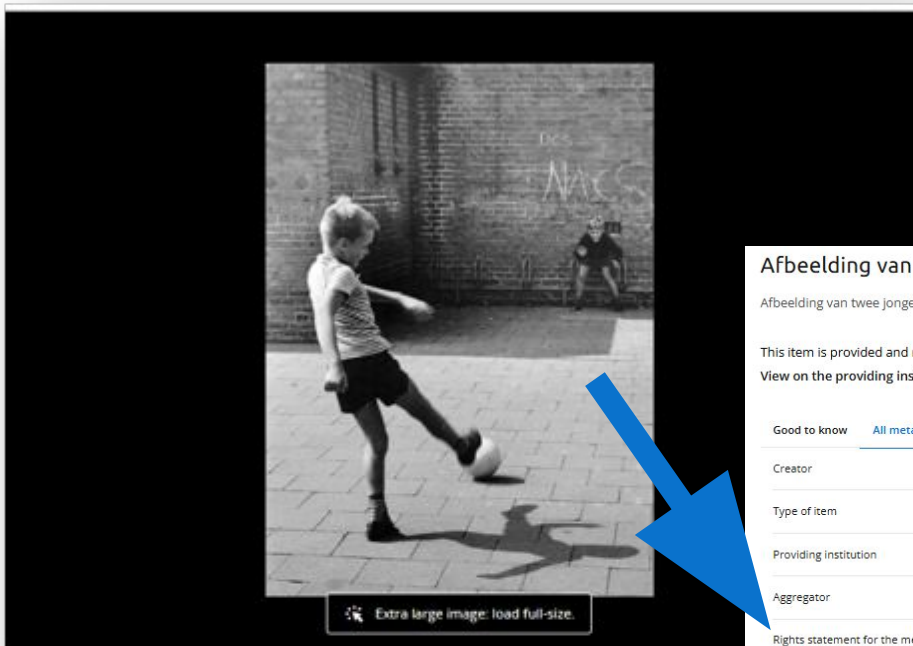 DOS
Extra large image: load full-size.
Afbeelding van
Afbeelding van twee jonge
This item is provided and
View on the providing ins
Good to know All meta
Creator
Type of item
Providing institution
Aggregator
Rights statement for the me